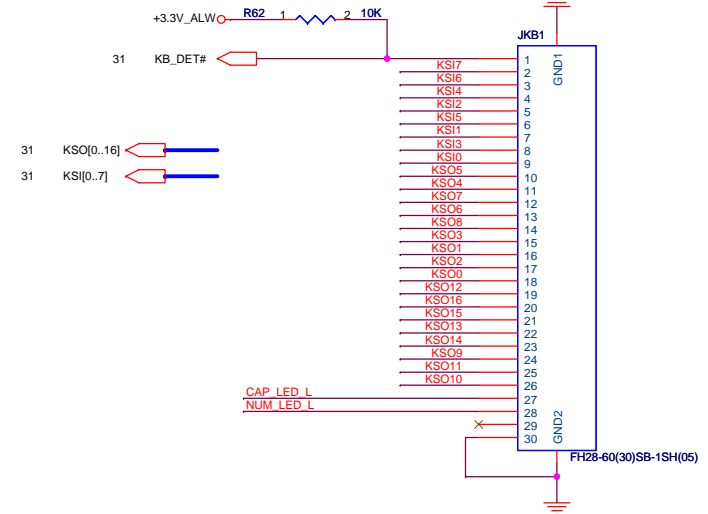 +3.3V_ALW R62 1 2 10K
JKB1
31 KB_DET# 1 GND1
KSI7 2
KSI6 3
KSI4 4
KSI2 5
KSI5 6
KSI1 7
31 KSO[0..16] KSI3 8
KSI0 9
31 KSI[0..7] KSO5 10
KSO4 11
KSO7 12
KSO6 13
KSO8 14
KSO3 15
KSO1 16
KSO2 17
KSO0 18
KSO12 19
KSO16 20
KSO15 21
KSO13 22
KSO14 23
KSO9 24
KSO11 25
KSO10 26
CAP_LED_L 27
NUM_LED_L 28
29 GND2
30
FH28-60(30)SB-1SH(05)